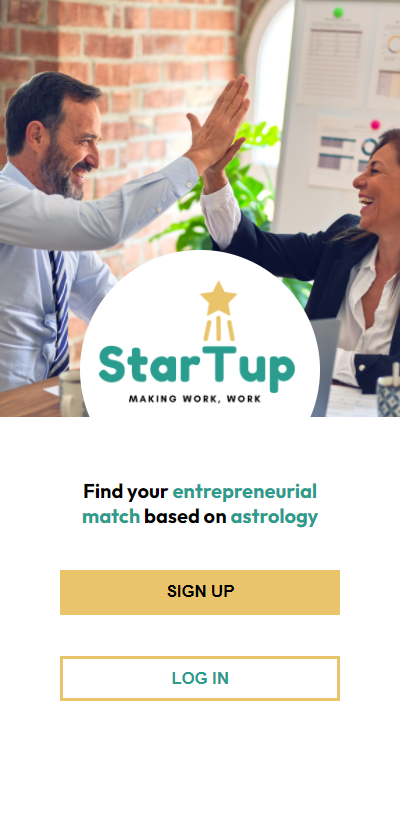 StarTup
MAKING WORK, WORK
Find your entrepreneurial
match based on astrology
SIGN UP
LOG IN